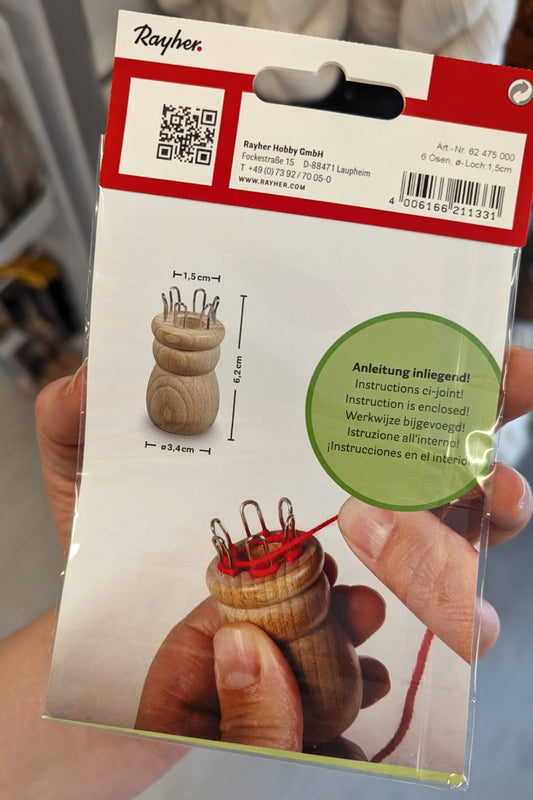 Rayher.
Rayher Hobby GmbH
Fockestraße 15 D-88471 Laupheim
T +49 (0) 73 92 / 70 05-0
WWW.RAYHER.COM
Art.-Nr. 62 475 000
6 Ösen, ø- Loch:1,5cm
4 006166 211331
1,5 cm
6,2 cm
ø 3,4 cm
Anleitung inliegend!
Instructions ci-joint!
Instruction is enclosed!
Werkwijze bijgevoegd!
Istruzione all'interno!
¡Instrucciones en el interio